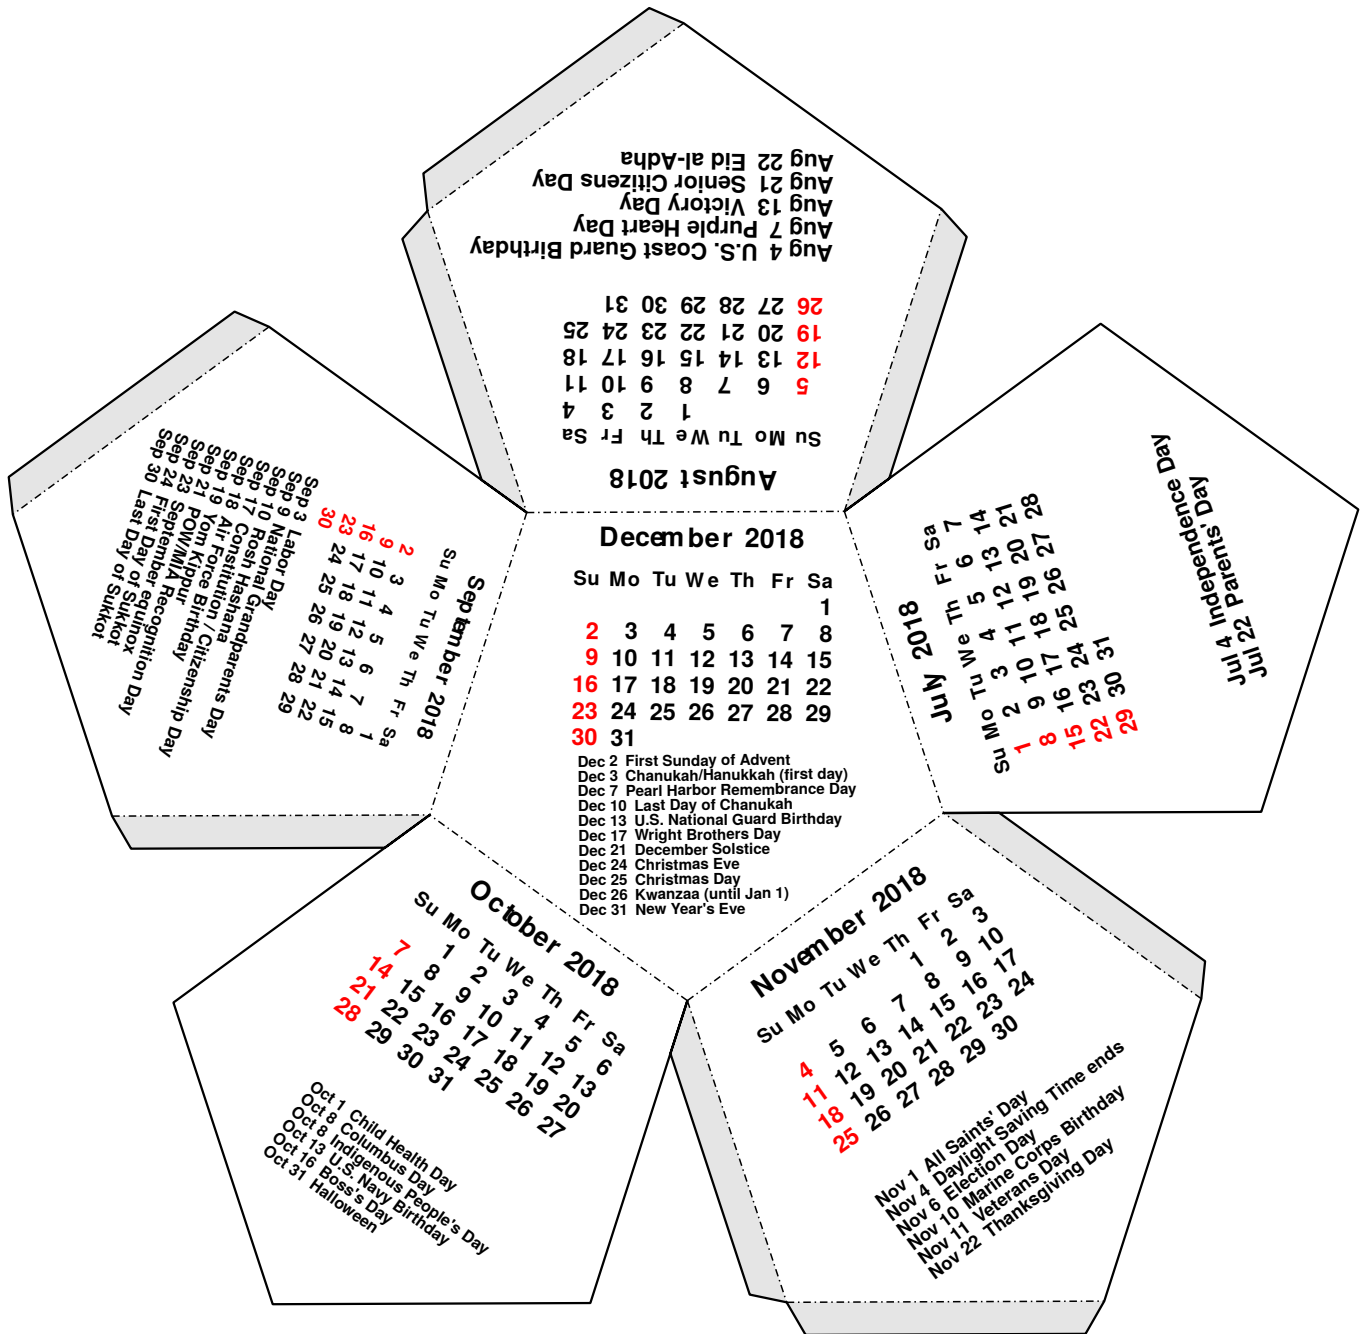 August 2018
Su Mo Tu We Th Fr Sa
1 2 3 4
5 6 7 8 9 10 11
12 13 14 15 16 17 18
19 20 21 22 23 24 25
26 27 28 29 30 31
Aug 4 U.S. Coast Guard Birthday
Aug 7 Purple Heart Day
Aug 13 Victory Day
Aug 21 Senior Citizens Day
Aug 22 Eid al-Adha
September 2018
Su Mo Tu We Th Fr Sa
1
2 3 4 5 6 7 8
9 10 11 12 13 14 15
16 17 18 19 20 21 22
23 24 25 26 27 28 29
30
Sep 3 Labor Day
Sep 9 National Grandparents Day
Sep 10 Rosh Hashana
Sep 17 Constitution / Citizenship Day
Sep 18 Air Force Birthday
Sep 19 Yom Kippur
Sep 21 POW/MIA Recognition Day
Sep 23 September equinox
Sep 24 First Day of Sukkot
Sep 30 Last Day of Sukkot
December 2018
Su Mo Tu We Th Fr Sa
1
2 3 4 5 6 7 8
9 10 11 12 13 14 15
16 17 18 19 20 21 22
23 24 25 26 27 28 29
30 31
Dec 2 First Sunday of Advent
Dec 3 Chanukah/Hanukkah (first day)
Dec 7 Pearl Harbor Remembrance Day
Dec 10 Last Day of Chanukah
Dec 13 U.S. National Guard Birthday
Dec 17 Wright Brothers Day
Dec 21 December Solstice
Dec 24 Christmas Eve
Dec 25 Christmas Day
Dec 26 Kwanzaa (until Jan 1)
Dec 31 New Year's Eve
July 2018
Su Mo Tu We Th Fr Sa
1 2 3 4 5 6 7
8 9 10 11 12 13 14
15 16 17 18 19 20 21
22 23 24 25 26 27 28
29 30 31
Jul 4 Independence Day
Jul 22 Parents' Day
October 2018
Su Mo Tu We Th Fr Sa
1 2 3 4 5 6
7 8 9 10 11 12 13
14 15 16 17 18 19 20
21 22 23 24 25 26 27
28 29 30 31
Oct 1 Child Health Day
Oct 8 Columbus Day
Oct 8 Indigenous People's Day
Oct 13 U.S. Navy Birthday
Oct 16 Boss's Day
Oct 31 Halloween
November 2018
Su Mo Tu We Th Fr Sa
1 2 3
4 5 6 7 8 9 10
11 12 13 14 15 16 17
18 19 20 21 22 23 24
25 26 27 28 29 30
Nov 1 All Saints' Day
Nov 4 Daylight Saving Time ends
Nov 6 Election Day
Nov 10 Marine Corps Birthday
Nov 11 Veterans Day
Nov 22 Thanksgiving Day